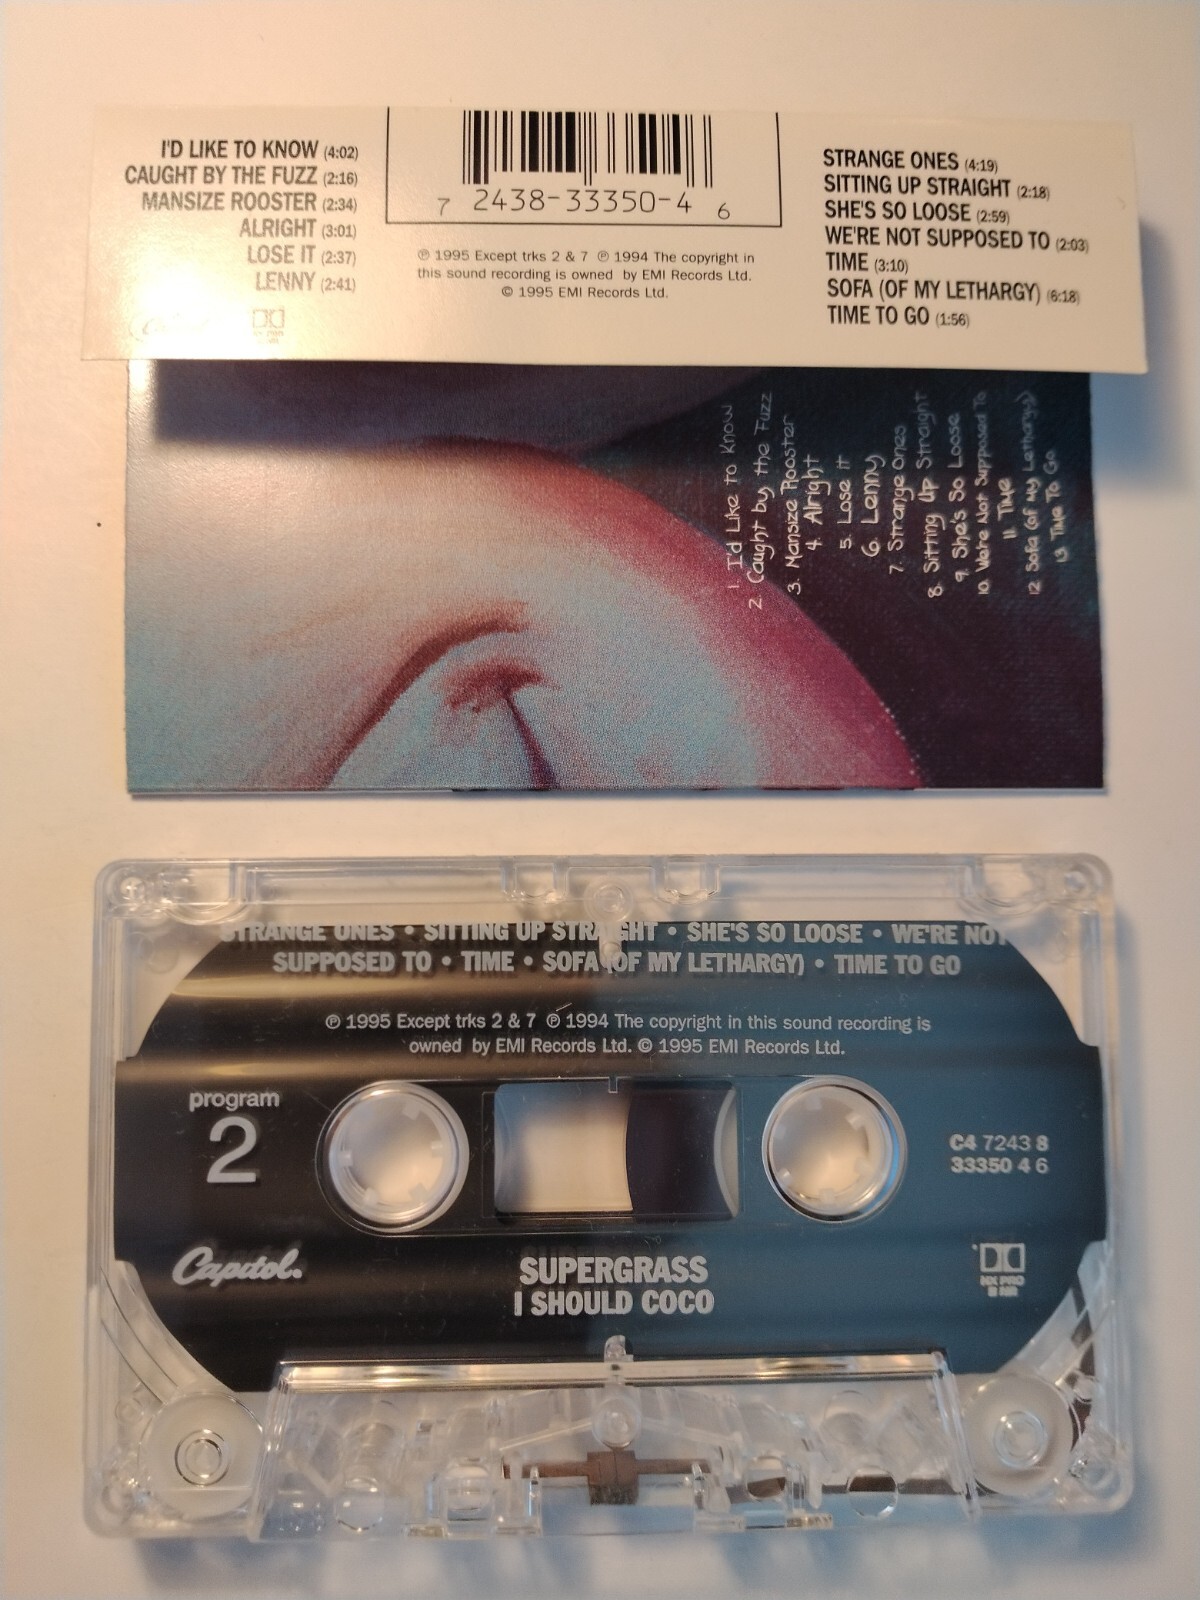 I'D LIKE TO KNOW (4:02)
CAUGHT BY THE FUZZ (2:16)
MANSIZE ROOSTER (2:34)
ALRIGHT (3:01)
LOSE IT (2:37)
LENNY (2:41)
Capitol
7 2438-33350-4 6
℗ 1995 Except trks 2 & 7 ℗ 1994 The copyright in
this sound recording is owned by EMI Records Ltd.
© 1995 EMI Records Ltd.
STRANGE ONES (4:19)
SITTING UP STRAIGHT (2:18)
SHE'S SO LOOSE (2:59)
WE'RE NOT SUPPOSED TO (2:03)
TIME (3:10)
SOFA (OF MY LETHARGY) (6:18)
TIME TO GO (1:56)
1. I'd Like to Know
2. Caught by the Fuzz
3. Mansize Rooster
4. Alright
5. Lose it
6. Lenny
7. Strange Ones
8. Sitting Up Straight
9. She's So Loose
10. We're Not Supposed To
11. Time
12 Sofa (of My Lethargy)
13. Time To Go
STRANGE ONES • SITTING UP STRAIGHT • SHE'S SO LOOSE • WE'RE NOT
SUPPOSED TO • TIME • SOFA (OF MY LETHARGY) • TIME TO GO
℗ 1995 Except trks 2 & 7 ℗ 1994 The copyright in this sound recording is
owned by EMI Records Ltd. © 1995 EMI Records Ltd.
program
2
C4 7243 8
33350 4 6
Capitol.
SUPERGRASS
I SHOULD COCO
HX PRO
B NR